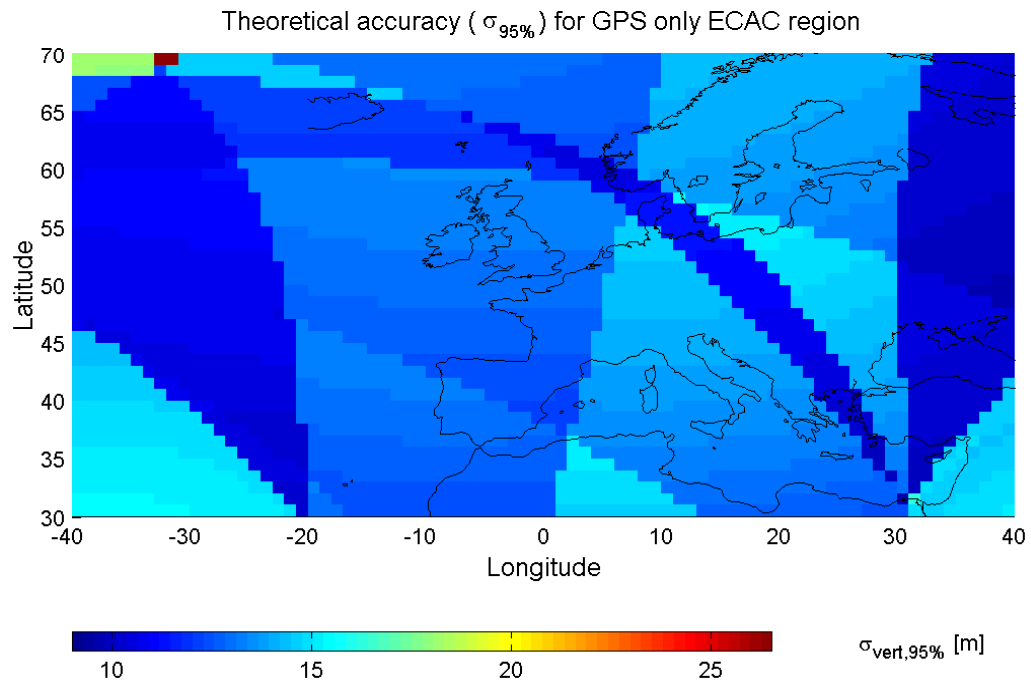 Theoretical accuracy ( σ95%) for GPS only ECAC region
70
65
60
55
50
45
40
35
30
Latitude
-40 -30 -20 -10 0 10 20 30 40
Longitude
10 15 20 25
σvert,95% [m]